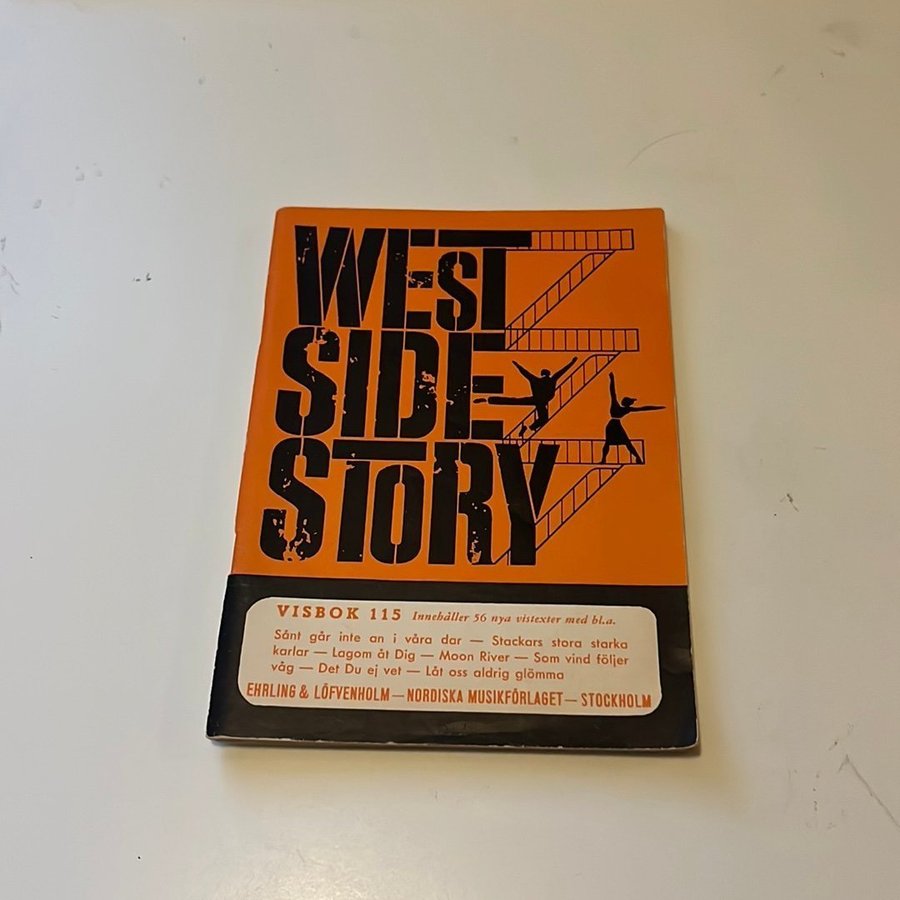 WEST
SIDE
STORY
VISBOK 115 Innehåller 56 nya vistexter med bl.a.
Sånt går inte an i våra dar — Stackars stora starka
karlar — Lagom åt Dig — Moon River — Som vind följer
våg — Det Du ej vet — Låt oss aldrig glömma
EHRLING & LÖFVENHOLM — NORDISKA MUSIKFÖRLAGET — STOCKHOLM